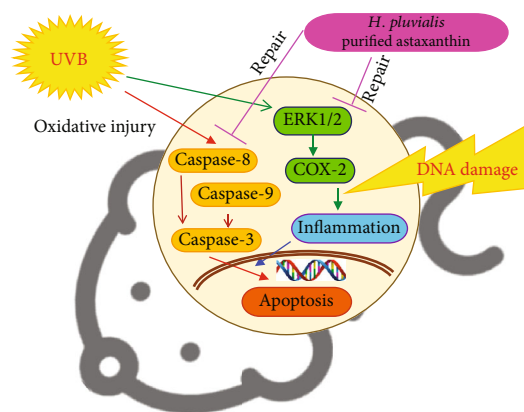 H. pluvialis
purified astaxanthin
UVB
Repair
Repair
Oxidative injury
ERK1/2
Caspase-8
COX-2
DNA damage
Caspase-9
Caspase-3
Inflammation
Apoptosis